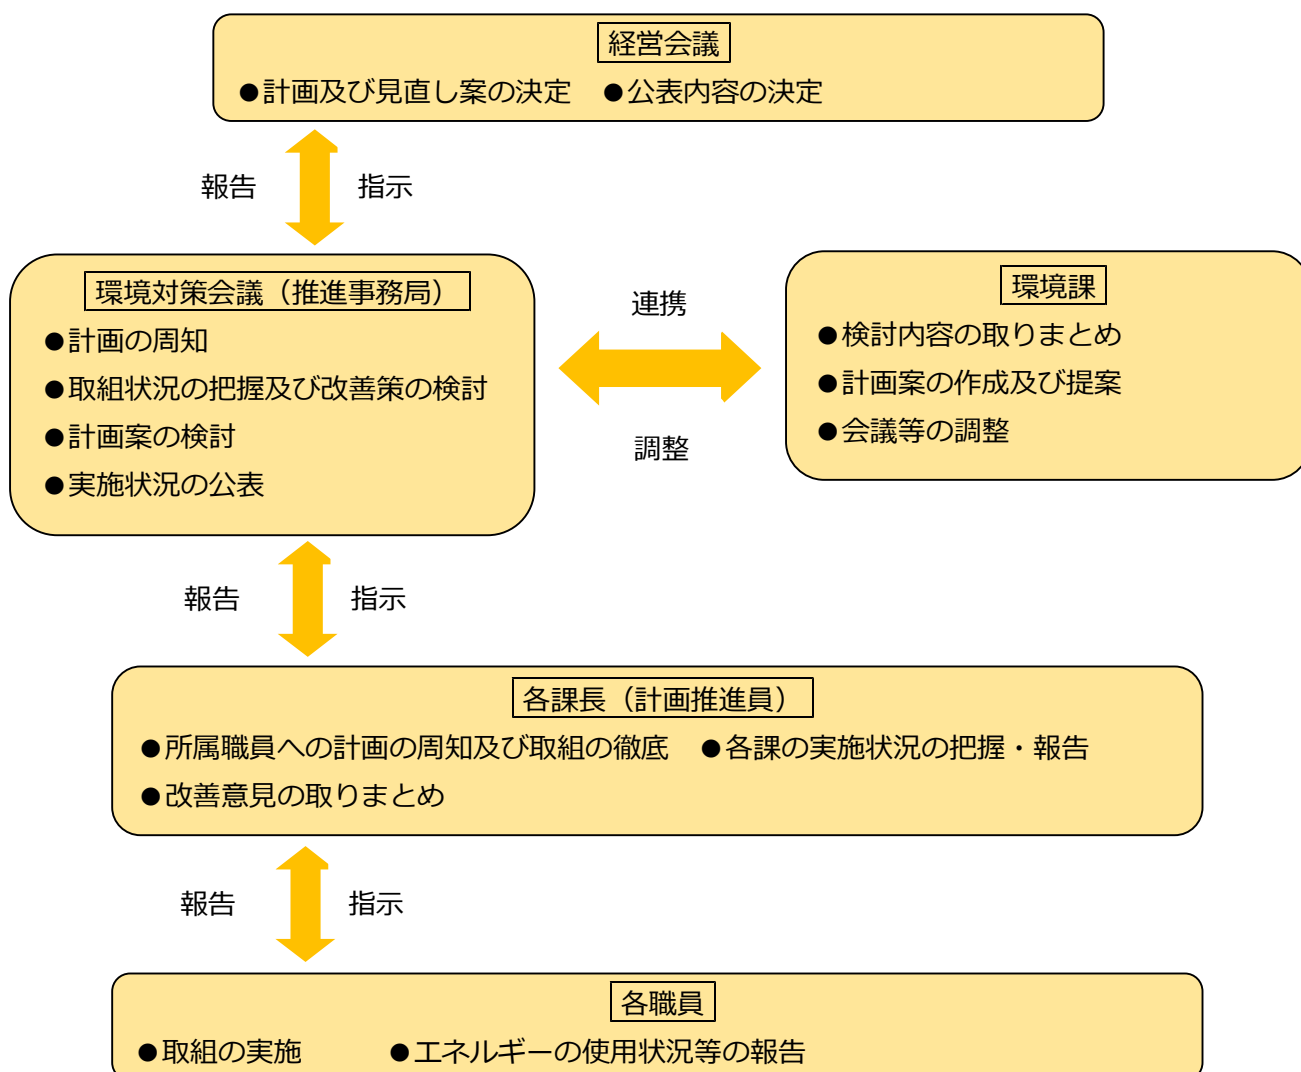 経営会議
●計画及び見直し案の決定　●公表内容の決定
報告　指示
環境対策会議（推進事務局）
●計画の周知
●取組状況の把握及び改善策の検討
●計画案の検討
●実施状況の公表
連携
調整
環境課
●検討内容の取りまとめ
●計画案の作成及び提案
●会議等の調整
報告　指示
各課長（計画推進員）
●所属職員への計画の周知及び取組の徹底　●各課の実施状況の把握・報告
●改善意見の取りまとめ
報告　指示
各職員
●取組の実施　●エネルギーの使用状況等の報告